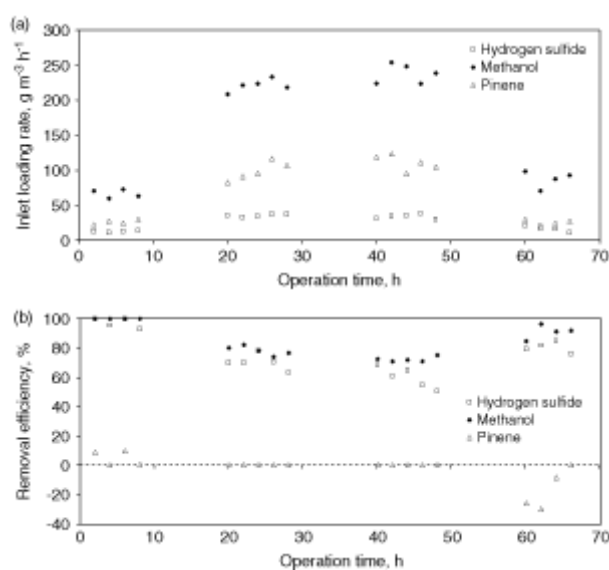 (a)
Inlet loading rate, g m⁻³ h⁻¹
300
250
200
150
100
50
0
Hydrogen sulfide
Methanol
Pinene
0 10 20 30 40 50 60 70
Operation time, h
(b)
Removal efficiency, %
100
80
60
40
20
0
-20
-40
Hydrogen sulfide
Methanol
Pinene
0 10 20 30 40 50 60 70
Operation time, h